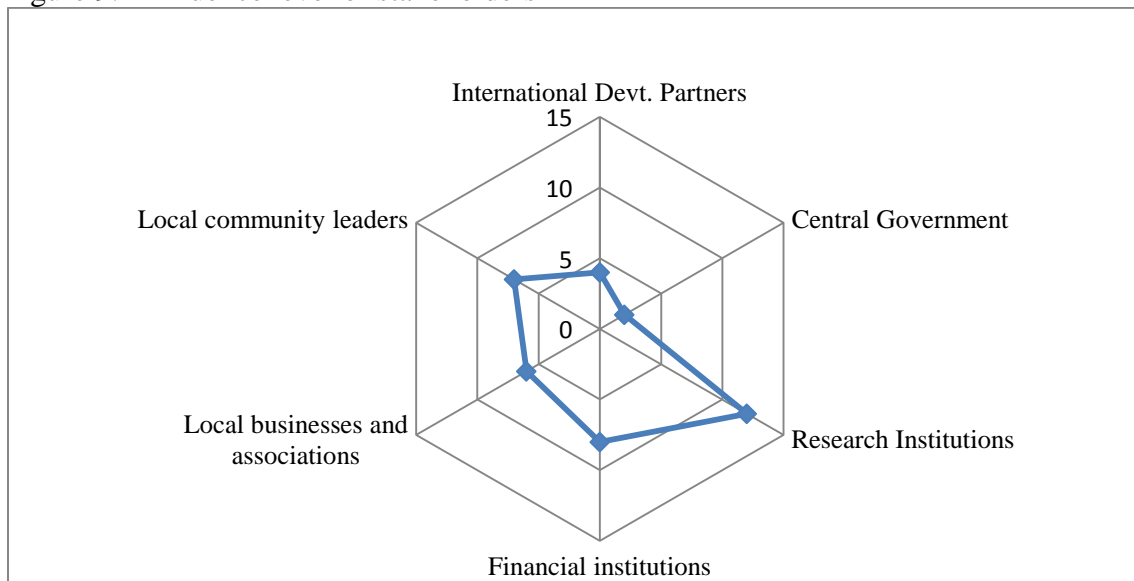 International Devt. Partners
15
10
5
0
Central Government
Research Institutions
Financial institutions
Local businesses and
associations
Local community leaders